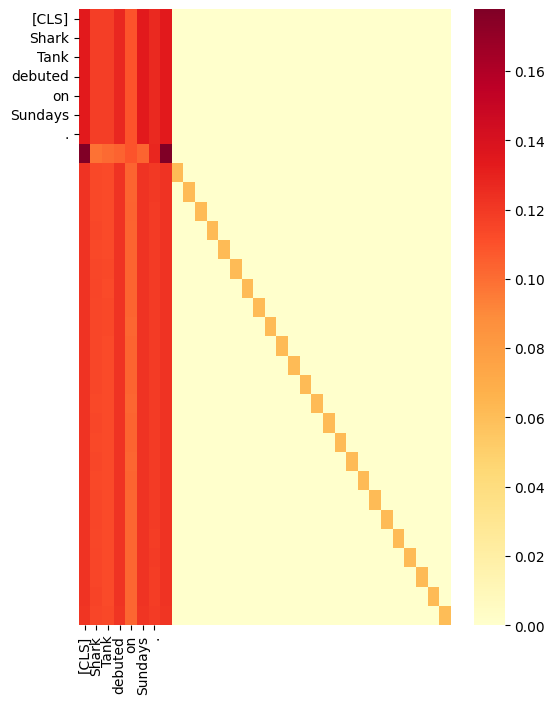 [CLS]
Shark
Tank
debuted
on
Sundays
.
0.16
0.14
0.12
0.10
0.08
0.06
0.04
0.02
0.00
[CLS]
Shark
Tank
debuted
on
Sundays
.